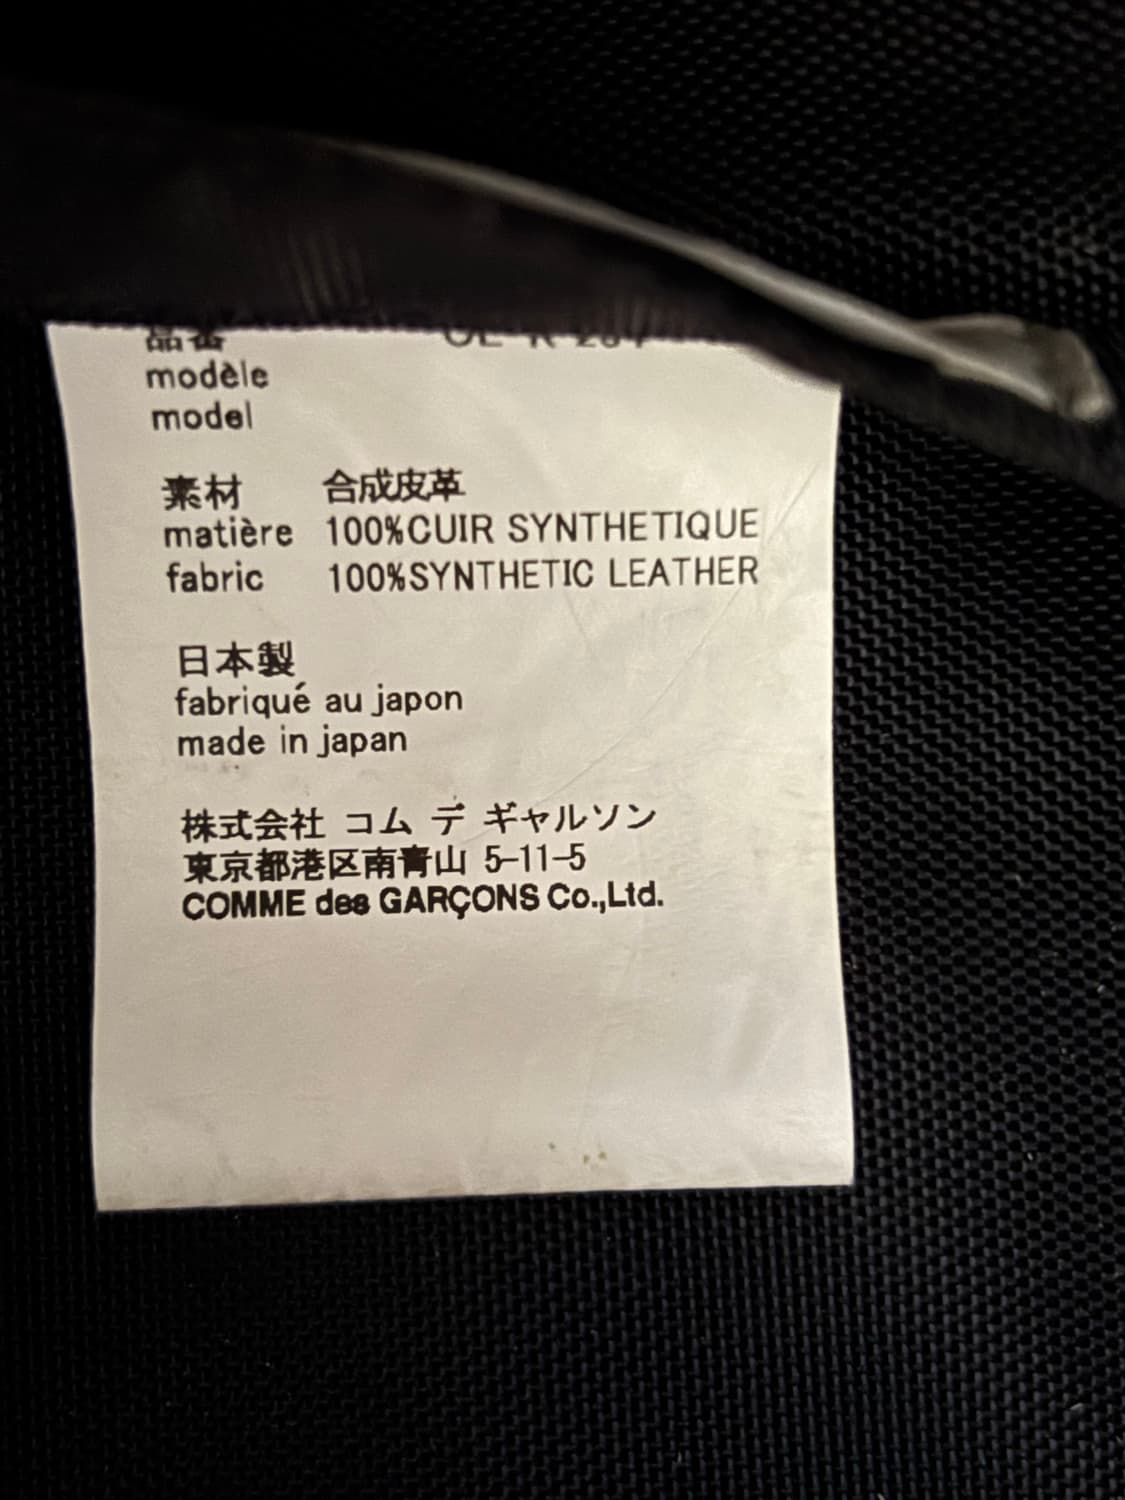 品番
modèle
model
素材 合成皮革
matière 100%CUIR SYNTHETIQUE
fabric 100%SYNTHETIC LEATHER
日本製
fabriqué au japon
made in japan
株式会社 コム デ ギャルソン
東京都港区南青山 5-11-5
COMME des GARÇONS Co.,Ltd.